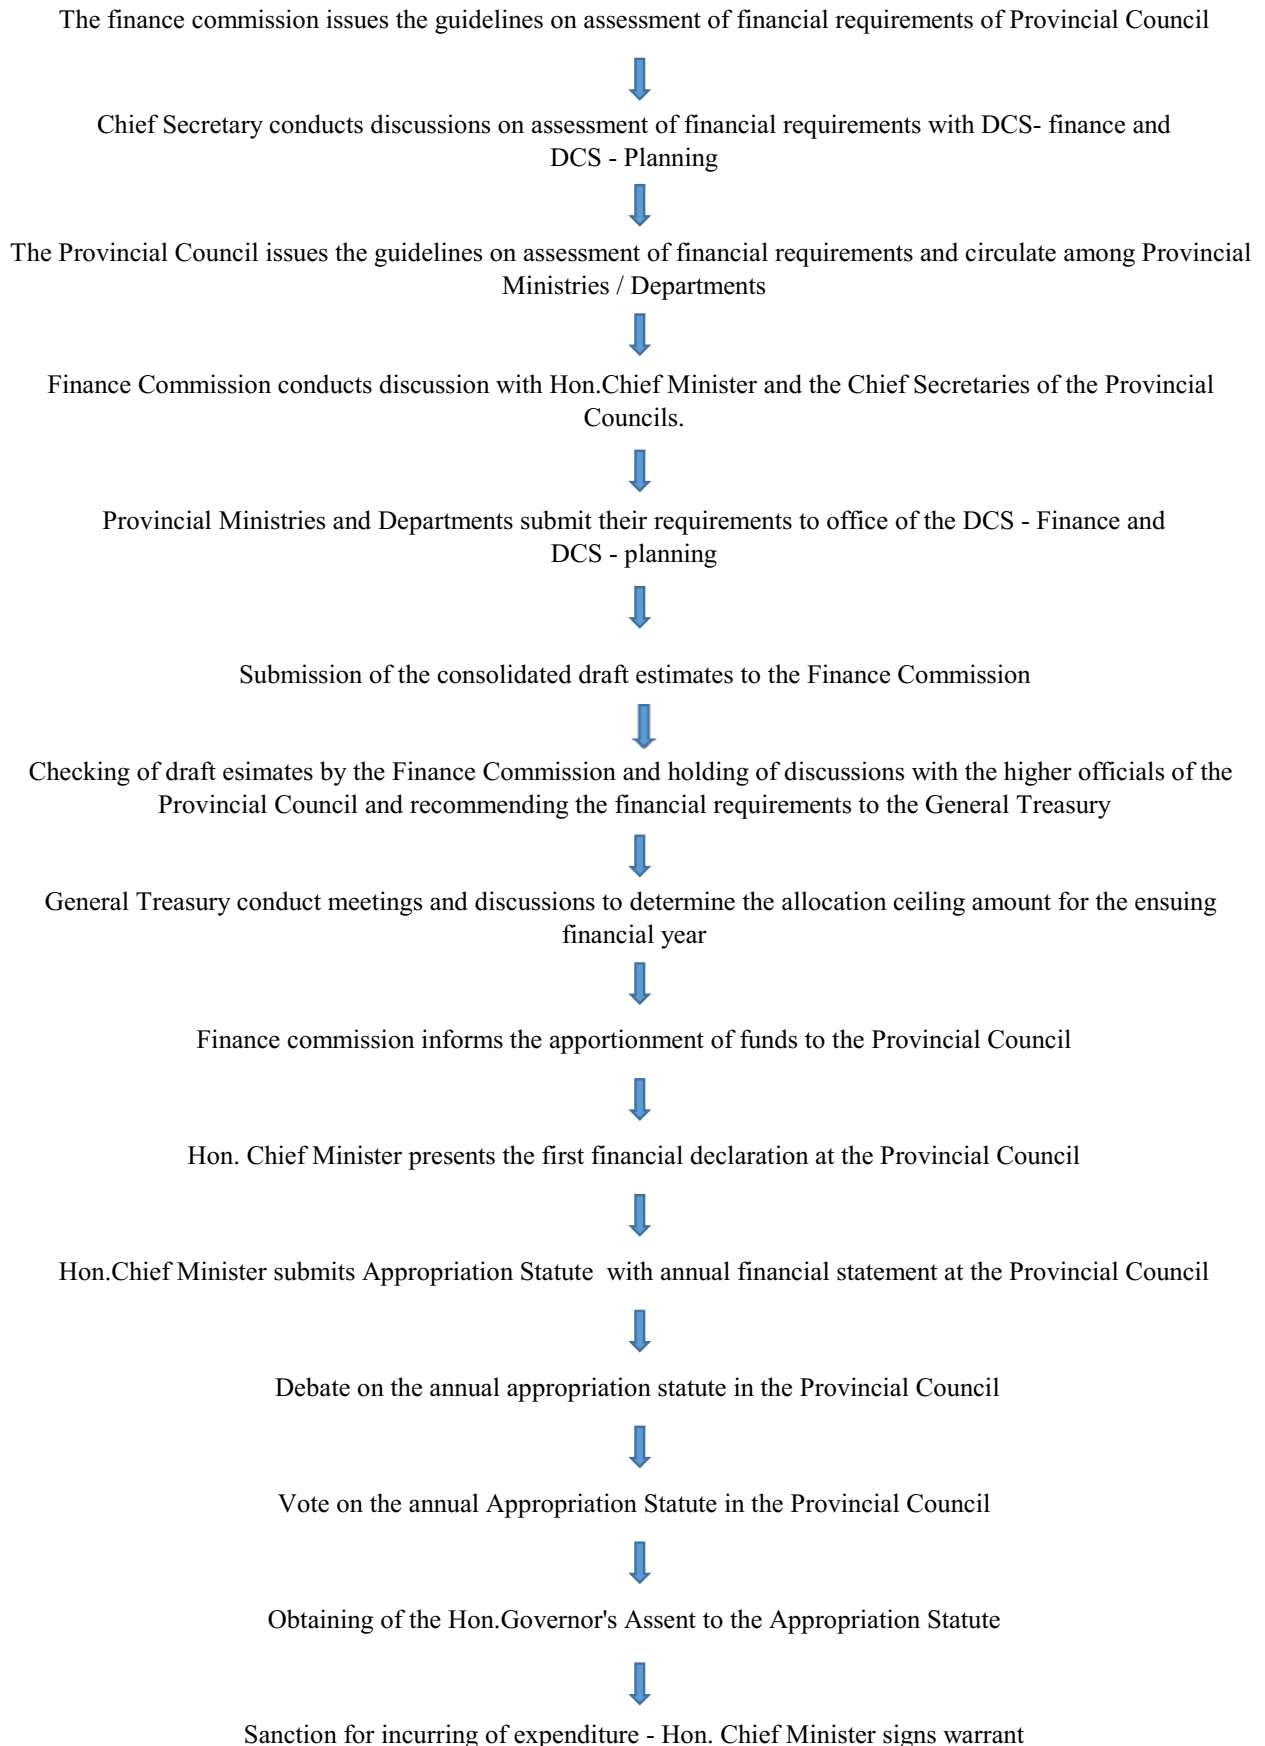 The finance commission issues the guidelines on assessment of financial requirements of Provincial Council
Chief Secretary conducts discussions on assessment of financial requirements with DCS- finance and
DCS - Planning
The Provincial Council issues the guidelines on assessment of financial requirements and circulate among Provincial
Ministries / Departments
Finance Commission conducts discussion with Hon.Chief Minister and the Chief Secretaries of the Provincial
Councils.
Provincial Ministries and Departments submit their requirements to office of the DCS - Finance and
DCS - planning
Submission of the consolidated draft estimates to the Finance Commission
Checking of draft esimates by the Finance Commission and holding of discussions with the higher officials of the
Provincial Council and recommending the financial requirements to the General Treasury
General Treasury conduct meetings and discussions to determine the allocation ceiling amount for the ensuing
financial year
Finance commission informs the apportionment of funds to the Provincial Council
Hon. Chief Minister presents the first financial declaration at the Provincial Council
Hon.Chief Minister submits Appropriation Statute  with annual financial statement at the Provincial Council
Debate on the annual appropriation statute in the Provincial Council
Vote on the annual Appropriation Statute in the Provincial Council
Obtaining of the Hon.Governor's Assent to the Appropriation Statute
Sanction for incurring of expenditure - Hon. Chief Minister signs warrant